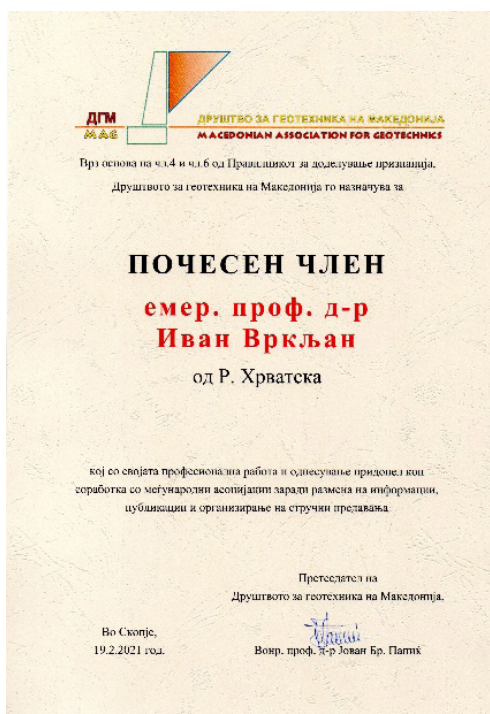 ДГМ
MAG
ДРУШТВО ЗА ГЕОТЕХНИКА НА МАКЕДОНИЈА
MACEDONIAN ASSOCIATION FOR GEOTECHNICS
Врз основа на чл.4 и чл.6 од Правилникот за доделување признанија,
Друштвото за геотехника на Македонија го назначува за
ПОЧЕСЕН ЧЛЕН
емер. проф. д-р
Иван Вркљан
од Р. Хрватска
кој со својата професионална работа и однесување придонел кон
соработка со меѓународни асоцијации заради размена на информации,
публикации и организирање на стручни предавања
Претседател на
Друштвото за геотехника на Македонија,
Во Скопје,
19.2.2021 год.
Вонр. проф. д-р Јован Бр. Папиќ